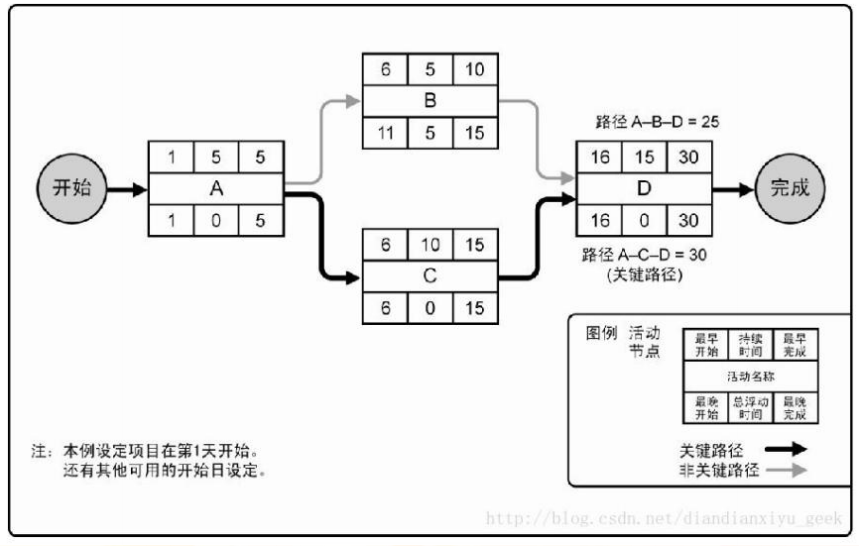 6 5 10
B
11 5 15
路径 A–B–D = 25
开始
1 5 5
A
1 0 5
16 15 30
D
16 0 30
完成
6 10 15
C
6 0 15
路径 A–C–D = 30
(关键路径)
图例 活动
节点
最早 持续 最早
开始 时间 完成
活动名称
最晚 总浮动 最晚
开始 时间 完成
关键路径
非关键路径
注：本例设定项目在第1天开始。
还有其他可用的开始日设定。
http://blog.csdn.net/diandianxiyu_geek